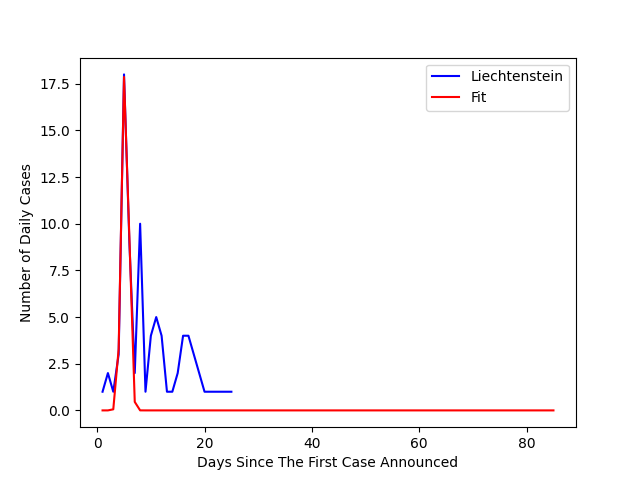 Liechtenstein
Fit
17.5
15.0
12.5
10.0
7.5
5.0
2.5
0.0
Number of Daily Cases
0 20 40 60 80
Days Since The First Case Announced